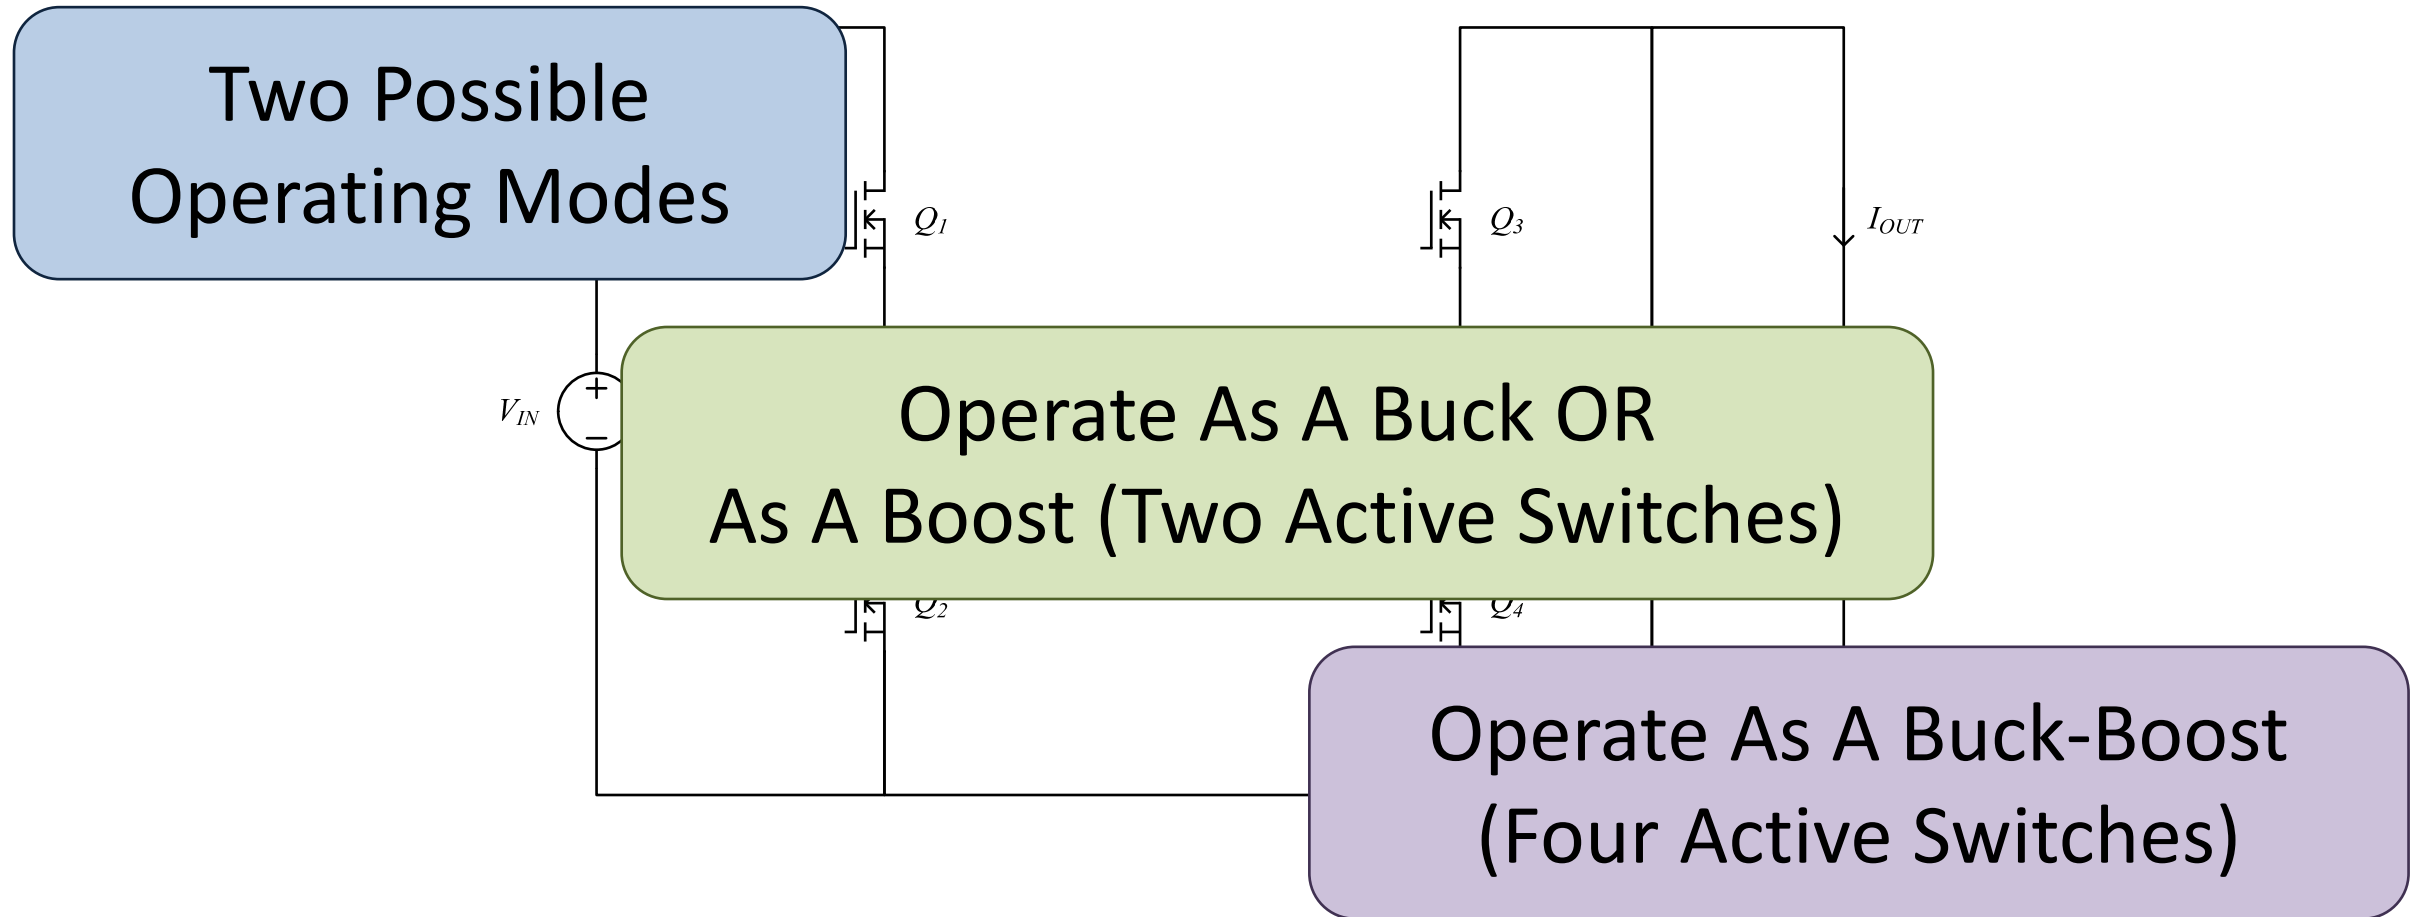 Two Possible
Operating Modes
Q1
Q3
IOUT
VIN
+
−
Operate As A Buck OR
As A Boost (Two Active Switches)
Q2
Q4
Operate As A Buck-Boost
(Four Active Switches)